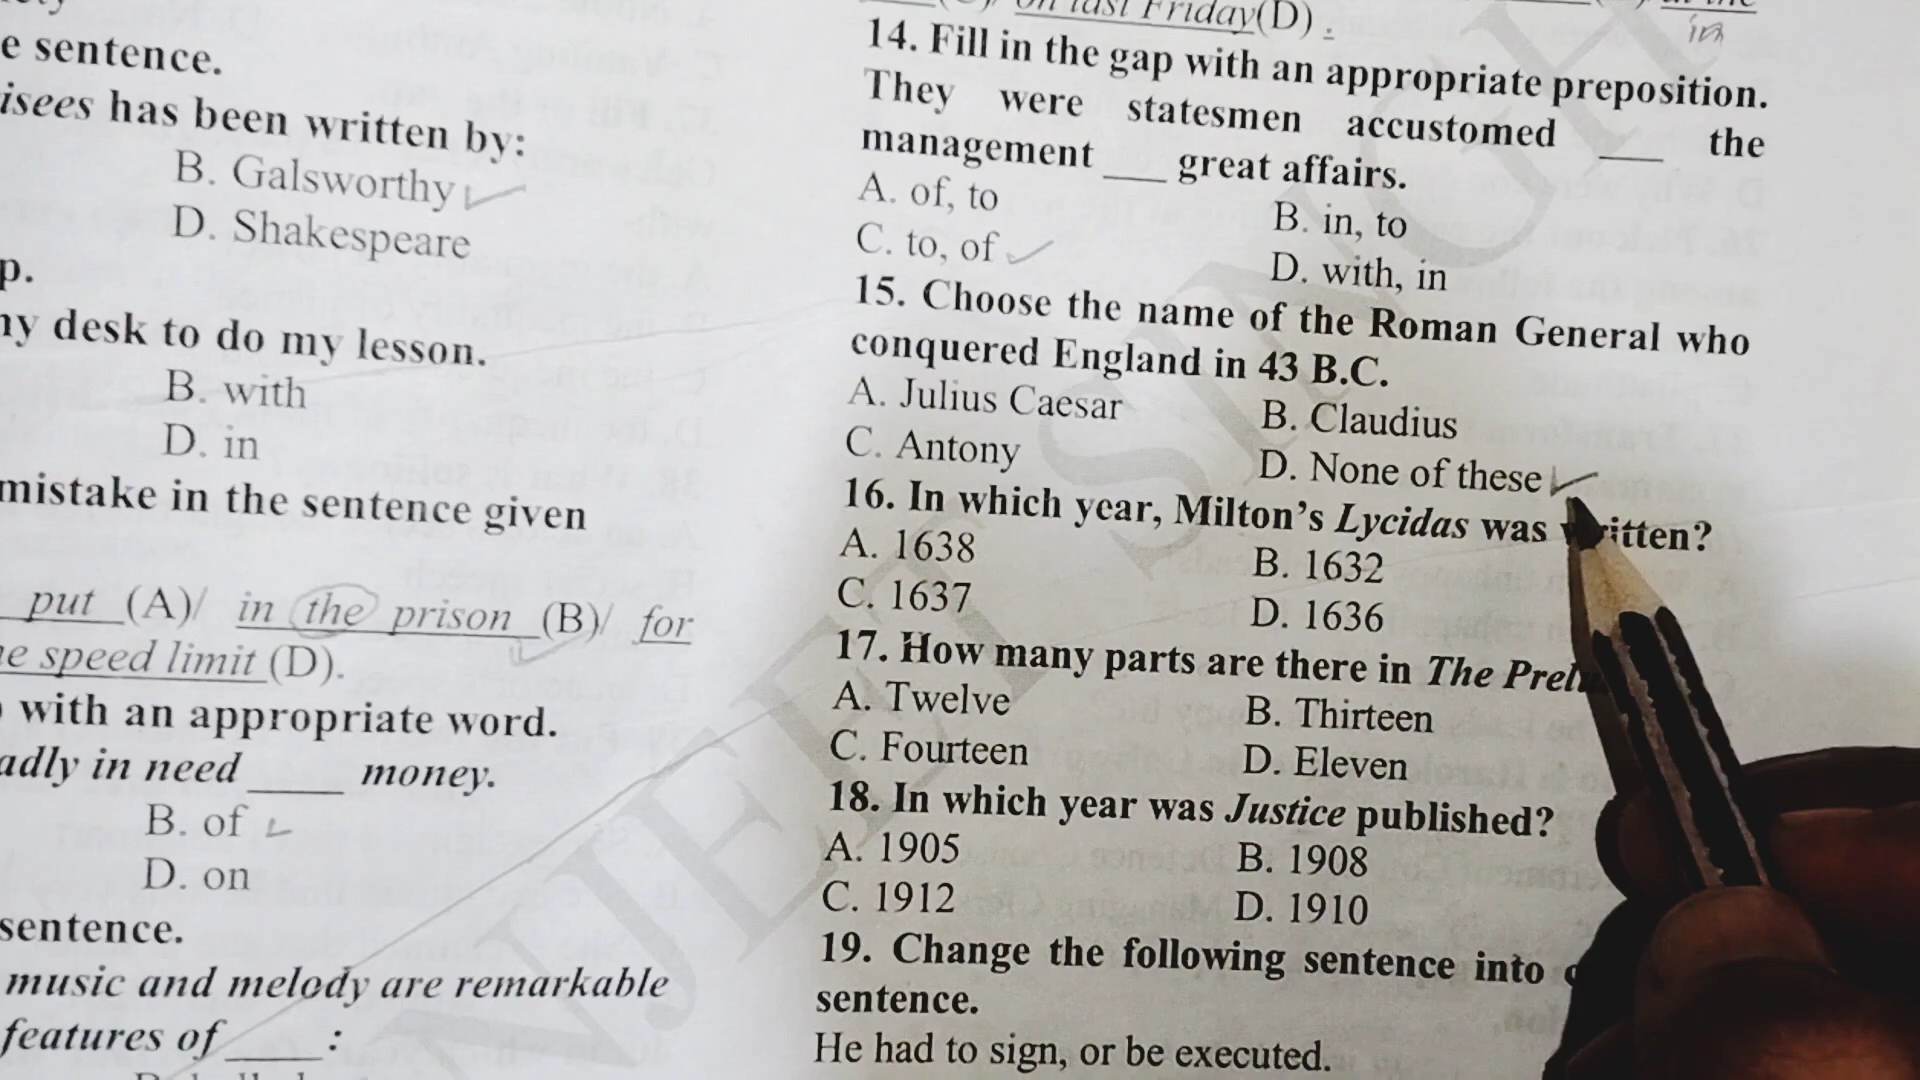 e sentence.
isees has been written by:
B. Galsworthy
D. Shakespeare
p.
ny desk to do my lesson.
B. with
D. in
mistake in the sentence given
put (A)/ in the prison (B)/ for
e speed limit (D).
with an appropriate word.
adly in need ____ money.
B. of
D. on
sentence.
music and melody are remarkable
features of ____ :
on last Friday(D).
in
14. Fill in the gap with an appropriate preposition.
They were statesmen accustomed ____ the
management ____ great affairs.
A. of, to
B. in, to
C. to, of
D. with, in
15. Choose the name of the Roman General who
conquered England in 43 B.C.
A. Julius Caesar
B. Claudius
C. Antony
D. None of these
16. In which year, Milton's Lycidas was written?
A. 1638
B. 1632
C. 1637
D. 1636
17. How many parts are there in The Prel
A. Twelve
B. Thirteen
C. Fourteen
D. Eleven
18. In which year was Justice published?
A. 1905
B. 1908
C. 1912
D. 1910
19. Change the following sentence into
sentence.
He had to sign, or be executed.
NJEET SINGH